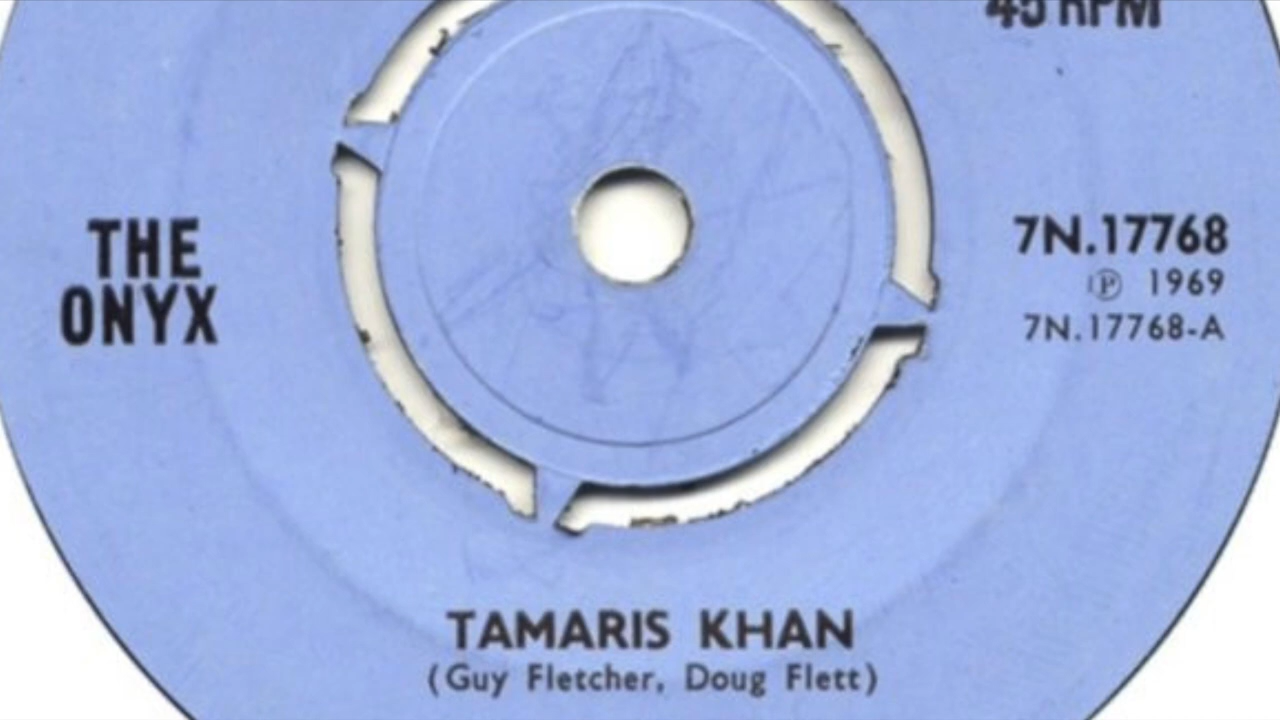 45 RPM
THE
ONYX
7N.17768
Ⓟ 1969
7N.17768-A
TAMARIS KHAN
(Guy Fletcher, Doug Flett)